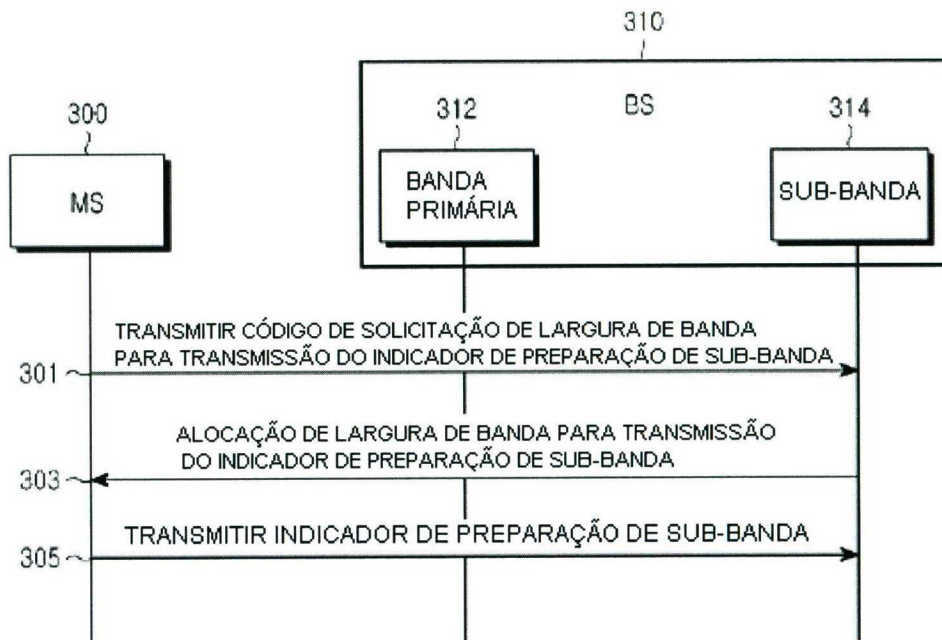 310
300
312
BS
314
MS
BANDA
PRIMÁRIA
SUB-BANDA
TRANSMITIR CÓDIGO DE SOLICITAÇÃO DE LARGURA DE BANDA
PARA TRANSMISSÃO DO INDICADOR DE PREPARAÇÃO DE SUB-BANDA
301
ALOCAÇÃO DE LARGURA DE BANDA PARA TRANSMISSÃO
DO INDICADOR DE PREPARAÇÃO DE SUB-BANDA
303
TRANSMITIR INDICADOR DE PREPARAÇÃO DE SUB-BANDA
305